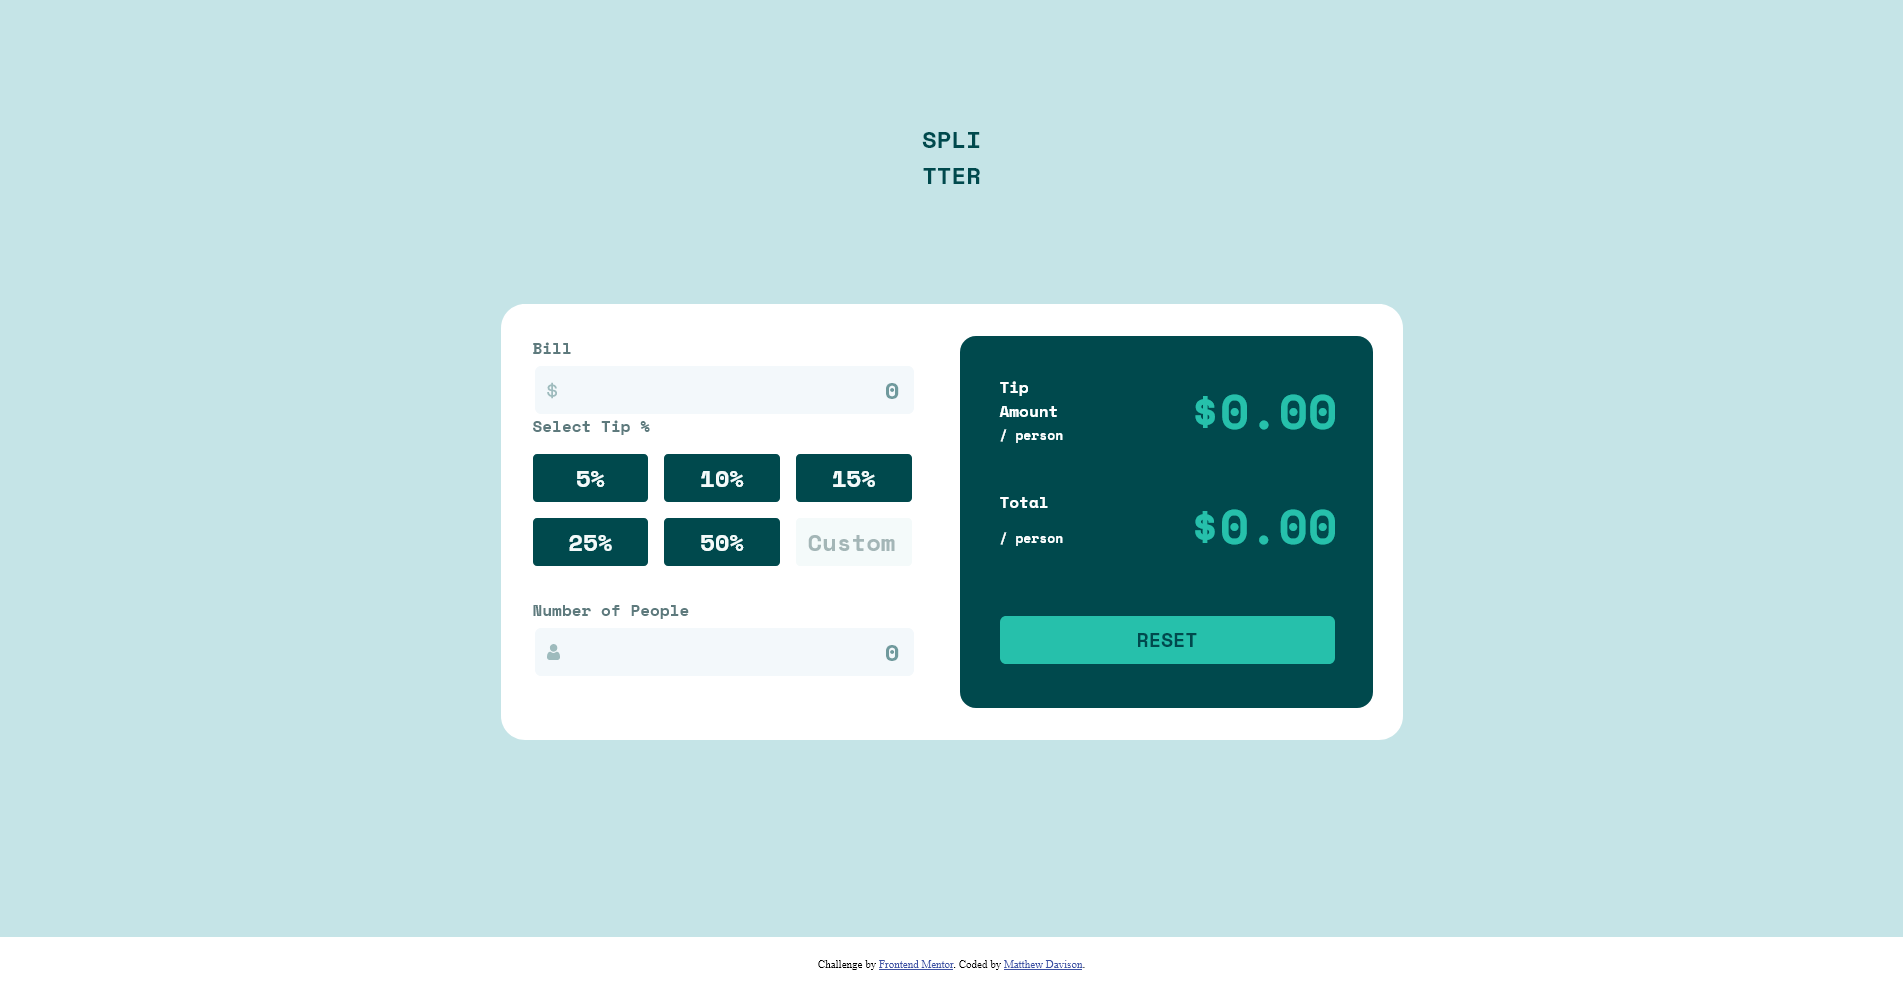 SPLI
TTER
Bill
$ 0
Select Tip %
5% 10% 15%
25% 50% Custom
Number of People
0
Tip
Amount
/ person
$0.00
Total
/ person
$0.00
RESET
Challenge by Frontend Mentor. Coded by Matthew Davison.